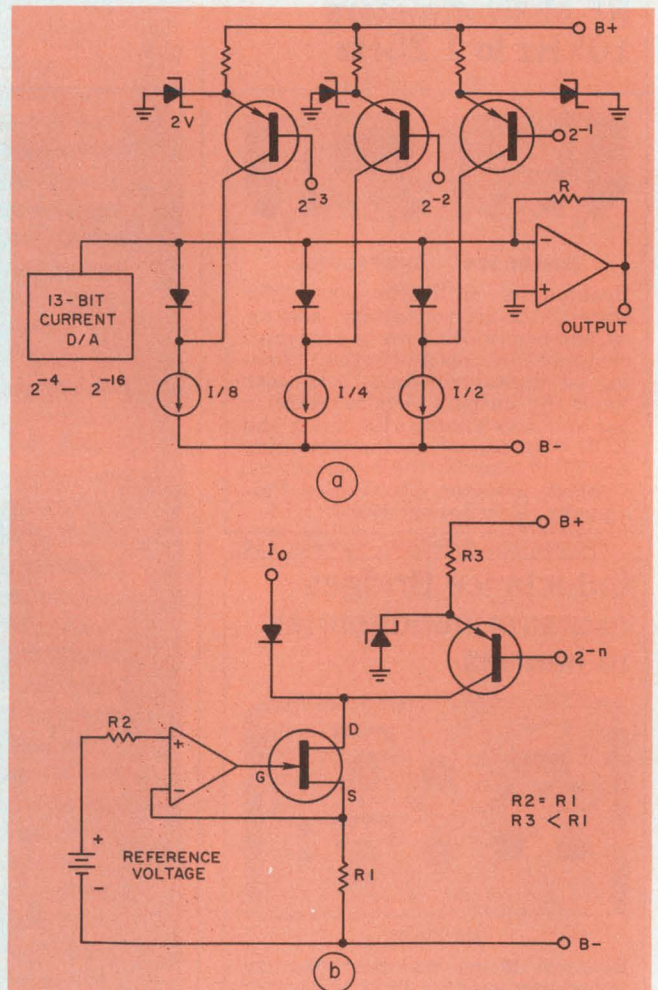 B+
2V
2⁻¹
2⁻³
2⁻²
R
13-BIT
CURRENT
D/A
OUTPUT
2⁻⁴ — 2⁻¹⁶
I/8
I/4
I/2
B-
a
B+
I₀
R3
2⁻ⁿ
D
R2
G
S
R2 = R1
R3 < R1
REFERENCE
VOLTAGE
+
-
R1
B-
b